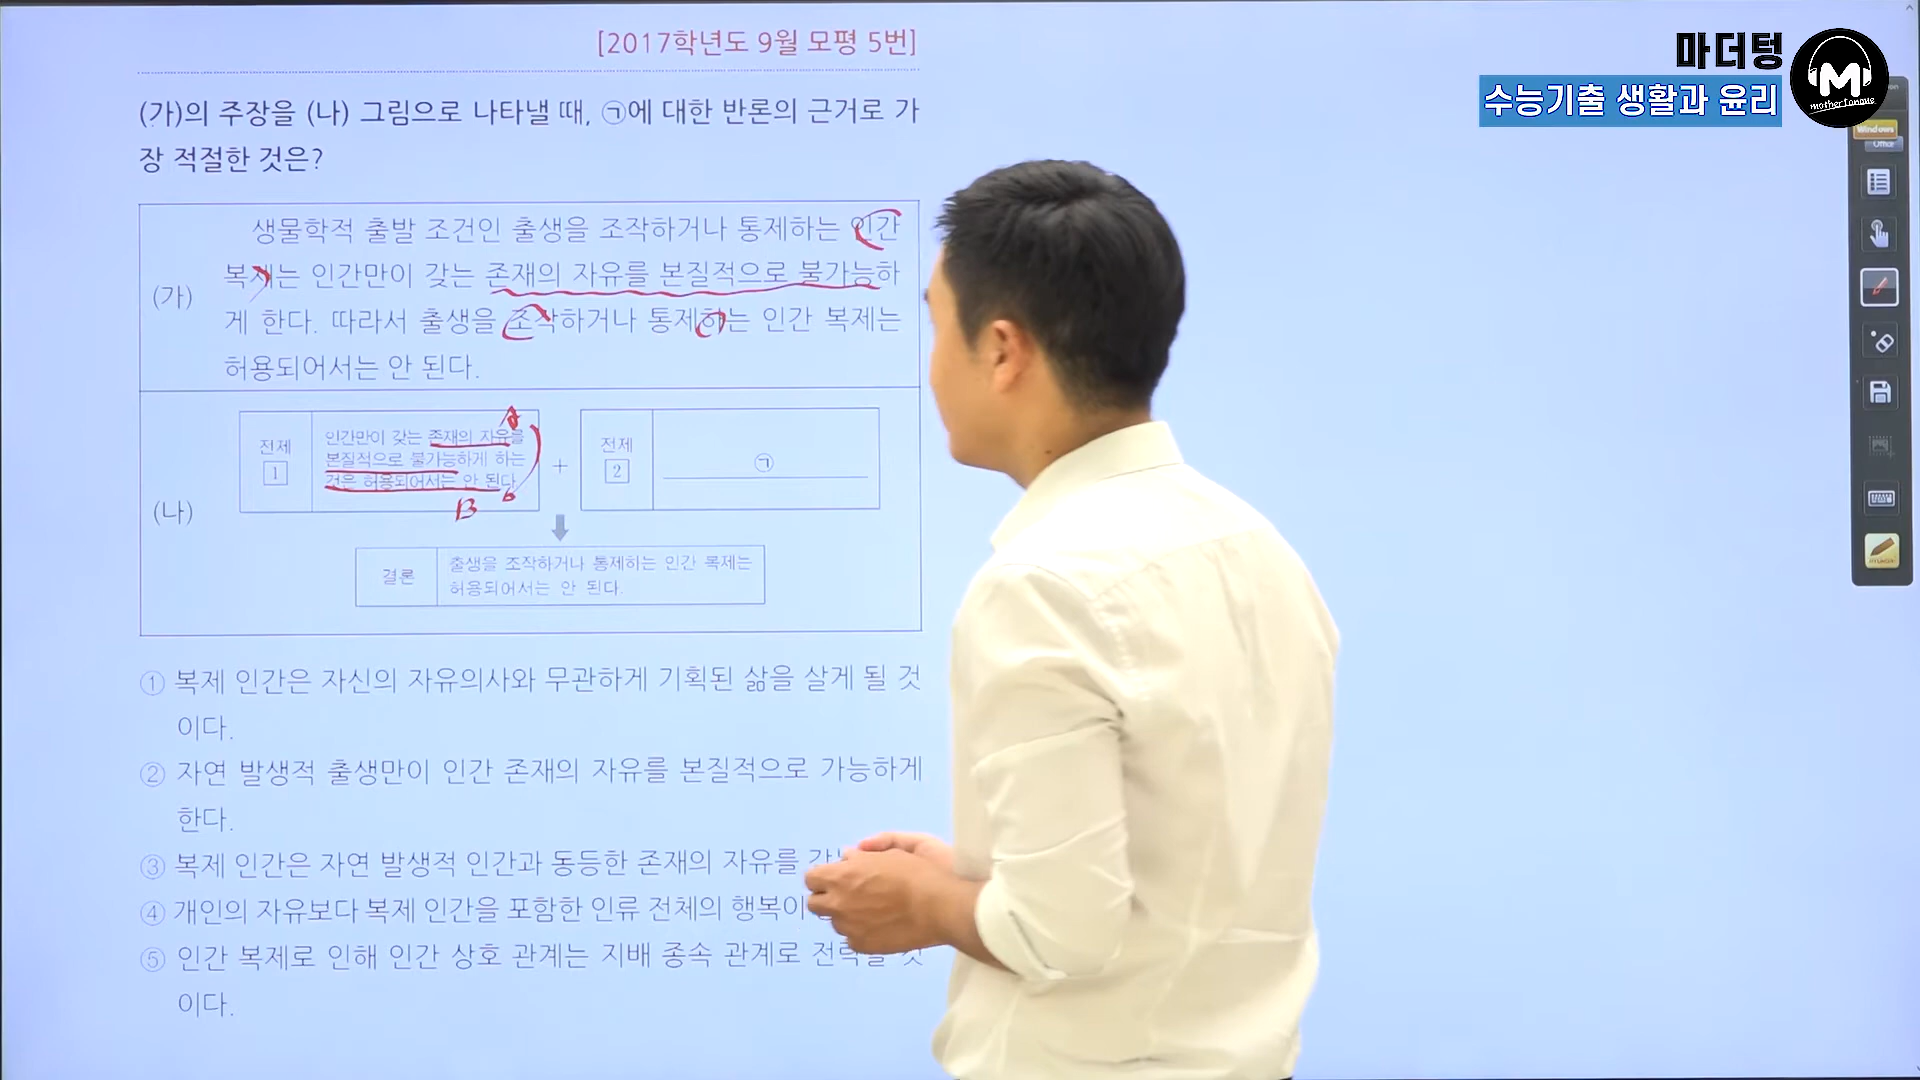 [2017학년도 9월 모평 5번]
마더텅
수능기출 생활과 윤리
M
mothertongue
(가)의 주장을 (나) 그림으로 나타낼 때, ㉠에 대한 반론의 근거로 가
장 적절한 것은?
(가)
생물학적 출발 조건인 출생을 조작하거나 통제하는 인간
복제는 인간만이 갖는 존재의 자유를 본질적으로 불가능하
게 한다. 따라서 출생을 조작하거나 통제하는 인간 복제는
허용되어서는 안 된다.
(나)
전제
1
인간만이 갖는 존재의 자유를
본질적으로 불가능하게 하는
것은 허용되어서는 안 된다
A
B
b
+
전제
2
㉠
결론
출생을 조작하거나 통제하는 인간 복제는
허용되어서는 안 된다.
① 복제 인간은 자신의 자유의사와 무관하게 기획된 삶을 살게 될 것
이다.
② 자연 발생적 출생만이 인간 존재의 자유를 본질적으로 가능하게
한다.
③ 복제 인간은 자연 발생적 인간과 동등한 존재의 자유를
④ 개인의 자유보다 복제 인간을 포함한 인류 전체의 행복이
⑤ 인간 복제로 인해 인간 상호 관계는 지배 종속 관계로 전락할 것
이다.
Windows
Office